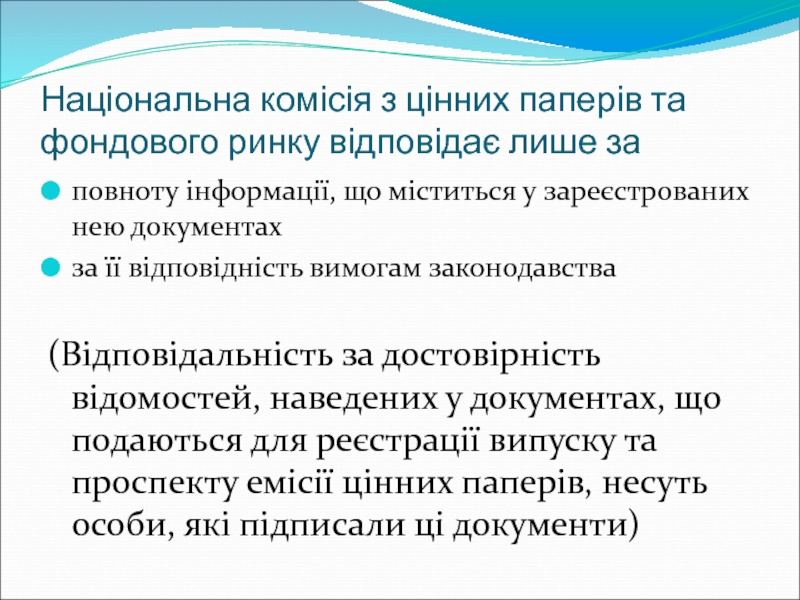 Національна комісія з цінних паперів та
фондового ринку відповідає лише за
повноту інформації, що міститься у зареєстрованих
нею документах
за її відповідність вимогам законодавства
(Відповідальність за достовірність
відомостей, наведених у документах, що
подаються для реєстрації випуску та
проспекту емісії цінних паперів, несуть
особи, які підписали ці документи)